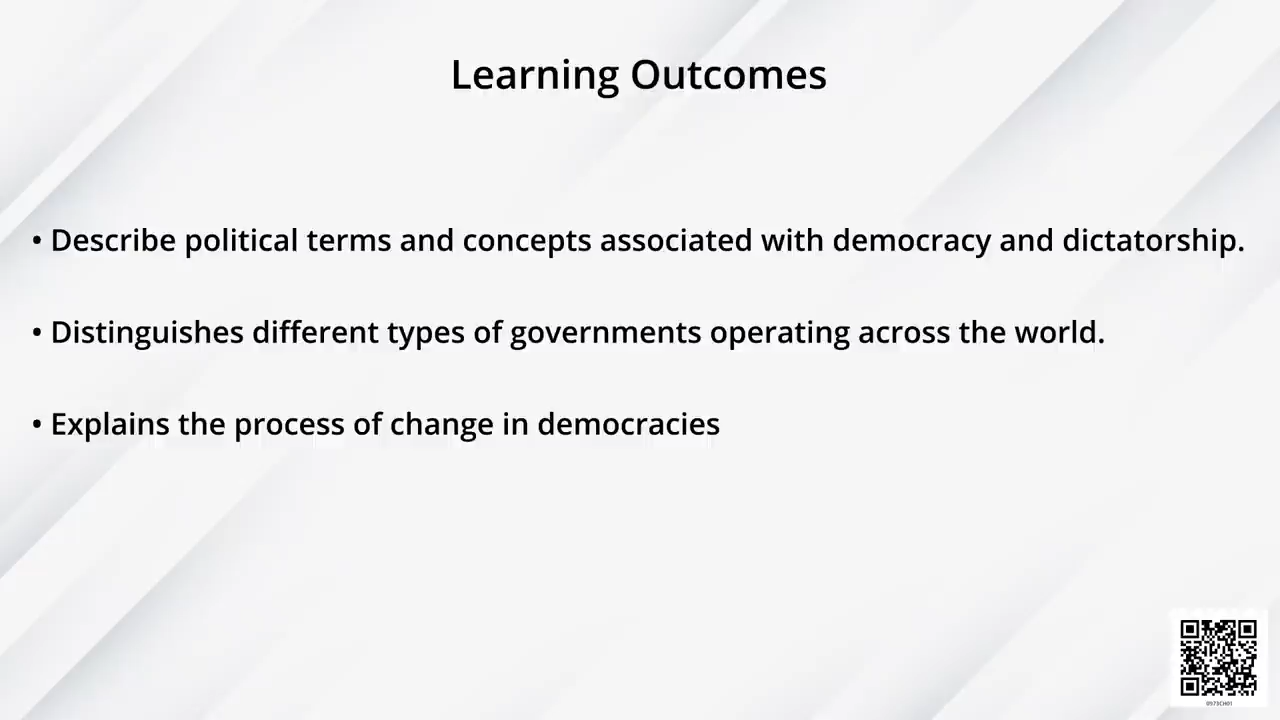 Learning Outcomes
• Describe political terms and concepts associated with democracy and dictatorship.
• Distinguishes different types of governments operating across the world.
• Explains the process of change in democracies
0973CH01